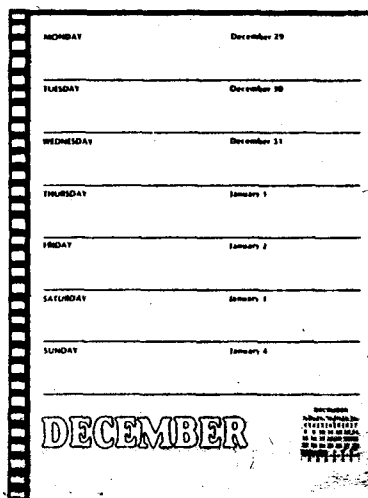 MONDAY December 29
TUESDAY December 30
WEDNESDAY December 31
THURSDAY January 1
FRIDAY January 2
SATURDAY January 3
SUNDAY January 4
DECEMBER
DECEMBER